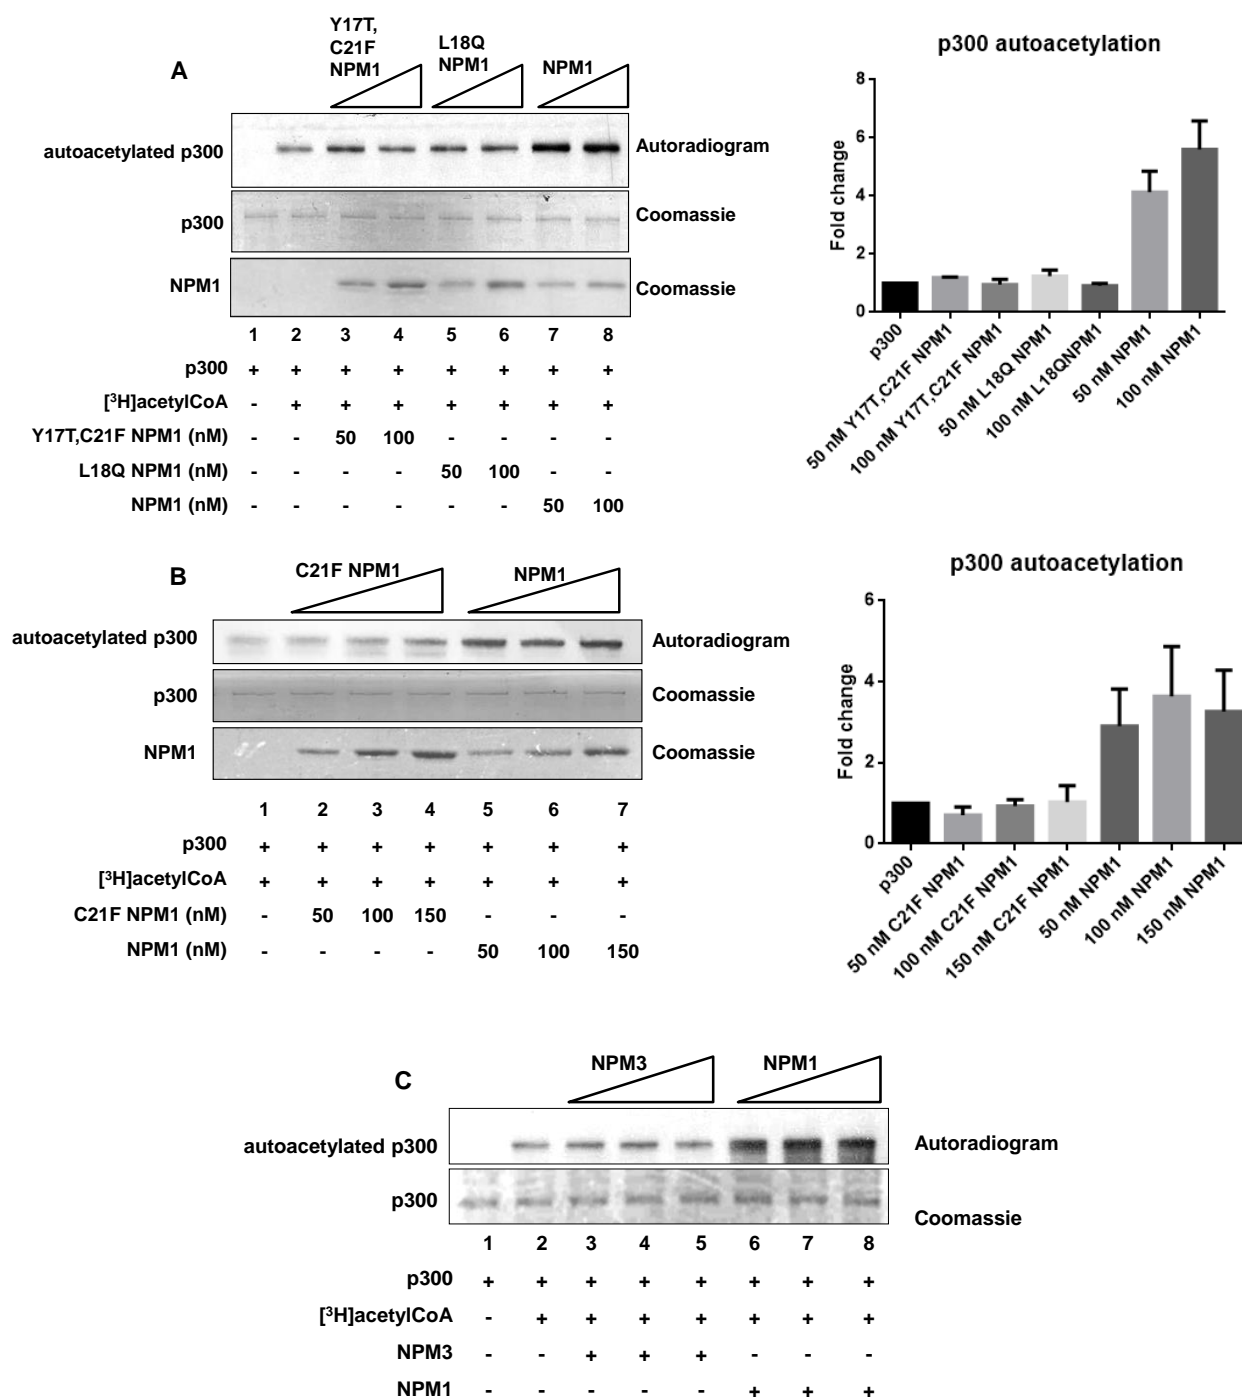 A
Y17T,
C21F
NPM1
L18Q
NPM1
NPM1
autoacetylated p300
Autoradiogram
p300
Coomassie
NPM1
Coomassie
1 2 3 4 5 6 7 8
p300 + + + + + + + +
[³H]acetylCoA - + + + + + + +
Y17T,C21F NPM1 (nM) - - 50 100 - - - -
L18Q NPM1 (nM) - - - - 50 100 - -
NPM1 (nM) - - - - - - 50 100
p300 autoacetylation
Fold change
8
6
4
2
0
p300
50 nM Y17T,C21F NPM1
100 nM Y17T,C21F NPM1
50 nM L18Q NPM1
100 nM L18QNPM1
50 nM NPM1
100 nM NPM1
B
C21F NPM1
NPM1
autoacetylated p300
Autoradiogram
p300
Coomassie
NPM1
Coomassie
1 2 3 4 5 6 7
p300 + + + + + + +
[³H]acetylCoA + + + + + + +
C21F NPM1 (nM) - 50 100 150 - - -
NPM1 (nM) - - - - 50 100 150
p300 autoacetylation
Fold change
6
4
2
0
p300
50 nM C21F NPM1
100 nM C21F NPM1
150 nM C21F NPM1
50 nM NPM1
100 nM NPM1
150 nM NPM1
C
NPM3
NPM1
autoacetylated p300
Autoradiogram
p300
Coomassie
1 2 3 4 5 6 7 8
p300 + + + + + + + +
[³H]acetylCoA - + + + + + + +
NPM3 - - + + + - - -
NPM1 - - - - - + + +